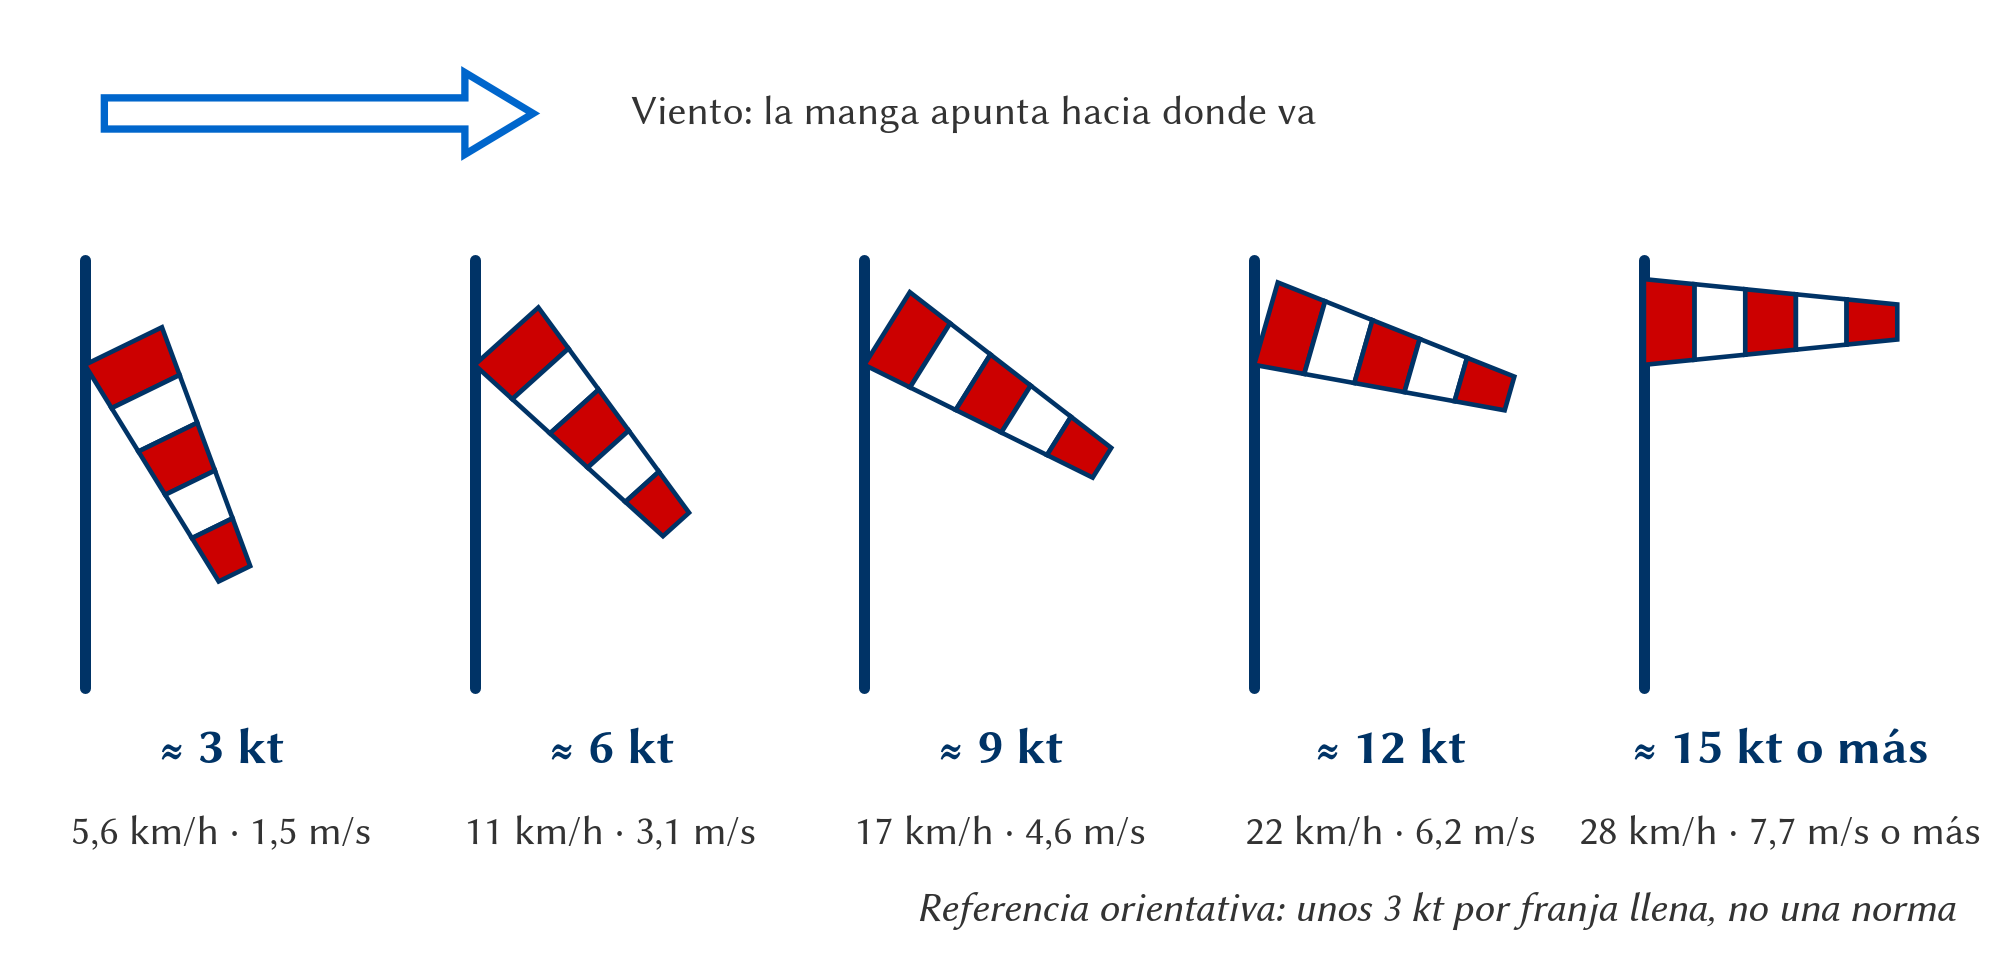 Viento: la manga apunta hacia donde va
≈ 3 kt
≈ 6 kt
≈ 9 kt
≈ 12 kt
≈ 15 kt o más
5,6 km/h · 1,5 m/s
11 km/h · 3,1 m/s
17 km/h · 4,6 m/s
22 km/h · 6,2 m/s
28 km/h · 7,7 m/s o más
Referencia orientativa: unos 3 kt por franja llena, no una norma